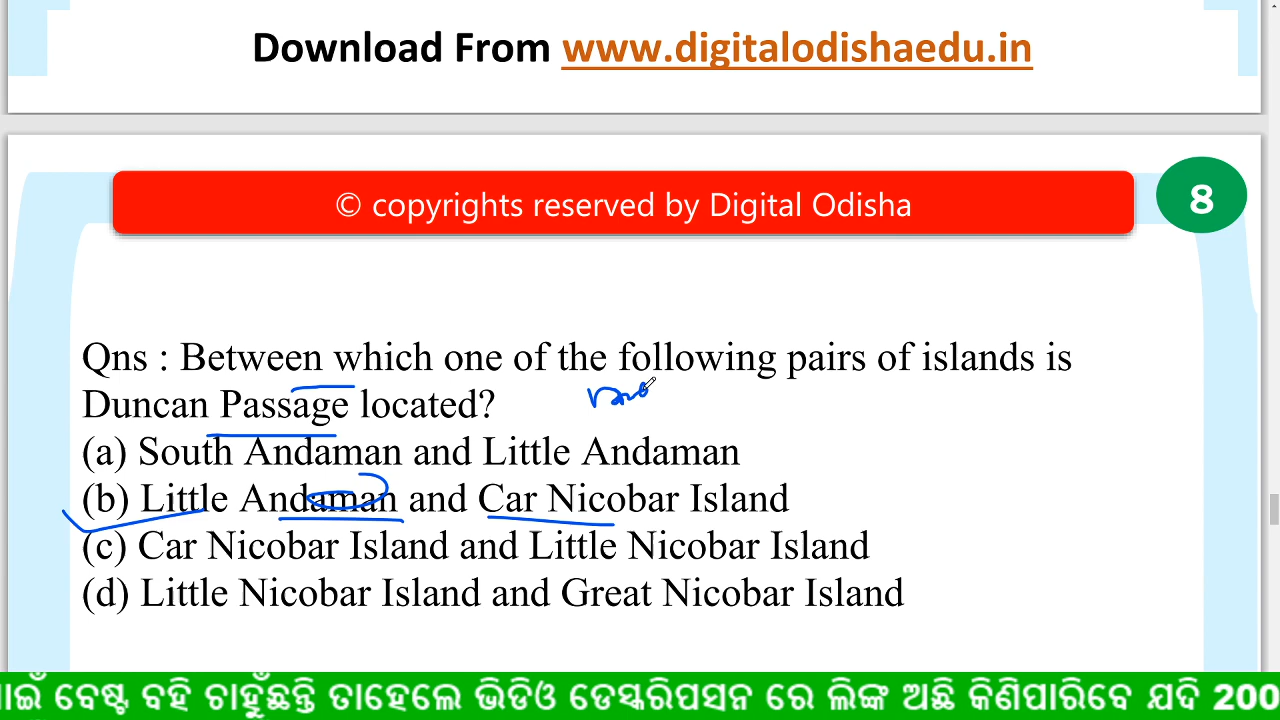 Download From www.digitalodishaedu.in
© copyrights reserved by Digital Odisha
8
Qns : Between which one of the following pairs of islands is
Duncan Passage located?
(a) South Andaman and Little Andaman
(b) Little Andaman and Car Nicobar Island
(c) Car Nicobar Island and Little Nicobar Island
(d) Little Nicobar Island and Great Nicobar Island
ବେଷ୍ଟ ବହି ଚାହୁଁଛନ୍ତି ତାହେଲେ ଭିଡିଓ ଡେସ୍କରିପସନ ରେ ଲିଙ୍କ ଅଛି କିଣିପାରିବେ ଯଦି 200